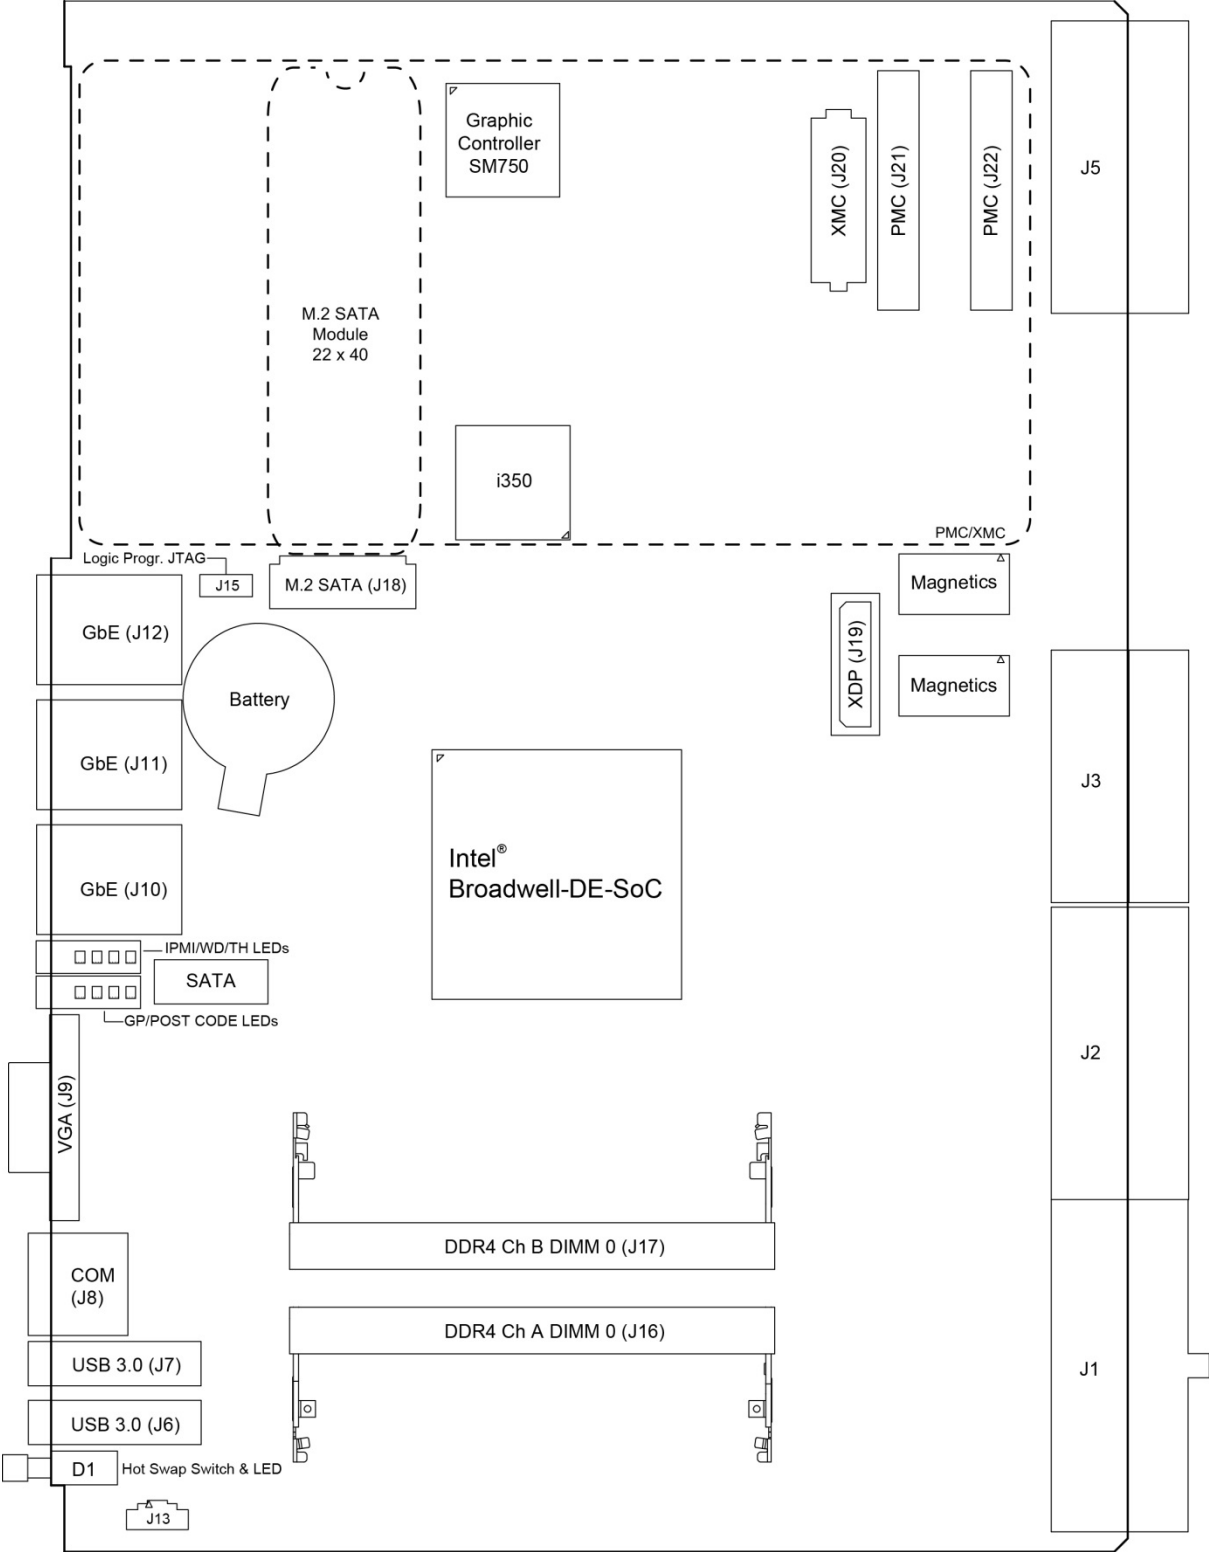 Graphic
Controller
SM750
XMC (J20)
PMC (J21)
PMC (J22)
J5
M.2 SATA
Module
22 x 40
i350
PMC/XMC
Logic Progr. JTAG
J15
M.2 SATA (J18)
Magnetics
GbE (J12)
XDP (J19)
Magnetics
Battery
GbE (J11)
J3
Intel®
Broadwell-DE-SoC
GbE (J10)
IPMI/WD/TH LEDs
SATA
GP/POST CODE LEDs
J2
VGA (J9)
DDR4 Ch B DIMM 0 (J17)
COM
(J8)
DDR4 Ch A DIMM 0 (J16)
USB 3.0 (J7)
J1
USB 3.0 (J6)
D1
Hot Swap Switch & LED
J13